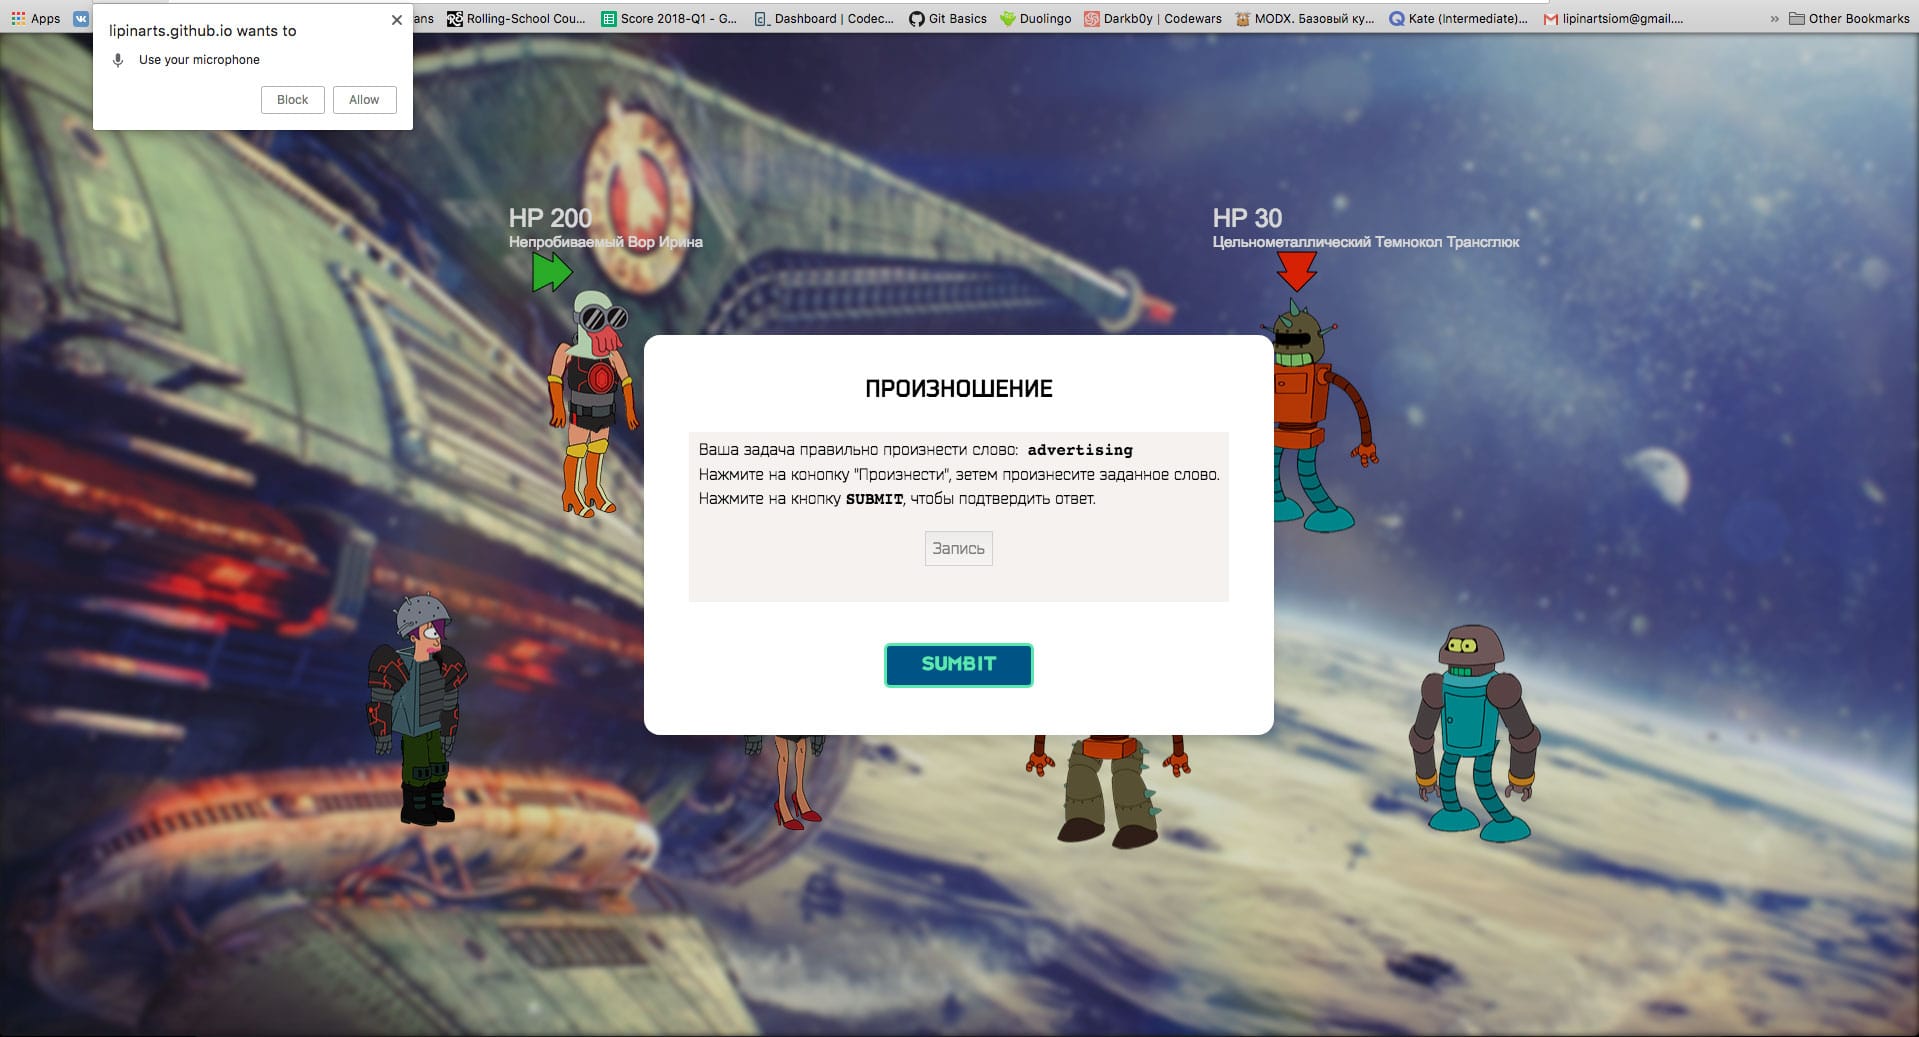 Apps
ans
Rolling-School Cou...
Score 2018-Q1 - G...
Dashboard | Codec...
Git Basics
Duolingo
Darkb0y | Codewars
MODX. Базовый ку...
Kate (Intermediate)...
lipinartsiom@gmail....
»
Other Bookmarks
lipinarts.github.io wants to
Use your microphone
Block
Allow
HP 200
Непробиваемый Вор Ирина
HP 30
Цельнометаллический Темнокол Трансглюк
ПРОИЗНОШЕНИЕ
Ваша задача правильно произнести слово: advertising
Нажмите на конопку "Произнести", зетем произнесите заданное слово.
Нажмите на кнопку SUBMIT, чтобы подтвердить ответ.
Запись
SUMBIT